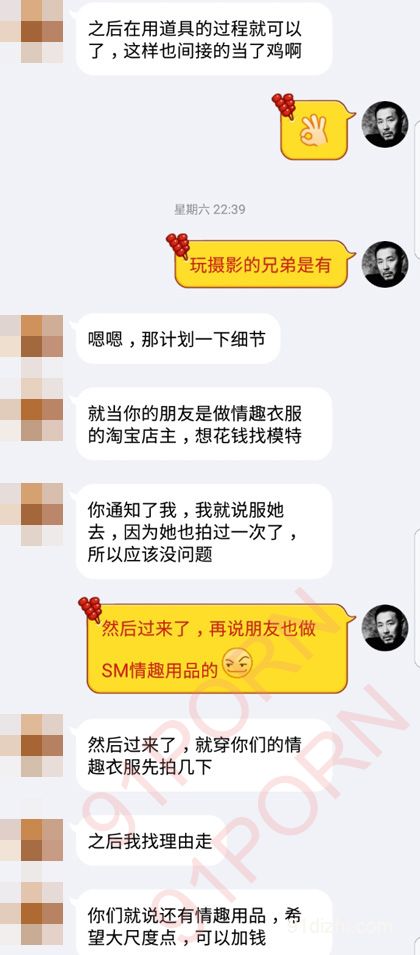 之后在用道具的过程就可以
了，这样也间接的当了鸡啊
星期六 22:39
玩摄影的兄弟是有
嗯嗯，那计划一下细节
就当你的朋友是做情趣衣服
的淘宝店主，想花钱找模特
你通知了我，我就说服她
去，因为她也拍过一次了，
所以应该没问题
然后过来了，再说朋友也做
SM情趣用品的
然后过来了，就穿你们的情
趣衣服先拍几下
之后我找理由走
你们就说还有情趣用品，希
望大尺度点，可以加钱
91PORN
91PORN
91dizhi.com